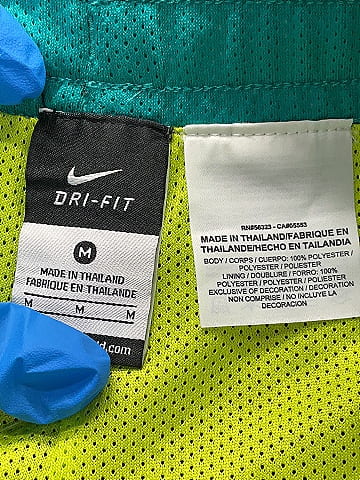 DRI-FIT
M
MADE IN THAILAND
FABRIQUE EN THAILANDE
M M M
d.com
RN#56323 - CA#05553
MADE IN THAILAND/FABRIQUE EN
THAILANDE/HECHO EN TAILANDIA
BODY / CORPS / CUERPO: 100% POLYESTER /
POLYESTER / POLIESTER
LINING / DOUBLURE / FORRO: 100%
POLYESTER / POLYESTER / POLIESTER
EXCLUSIVE OF DECORATION / DECORATION
NON COMPRISE / NO INCLUYE LA
DECORACION